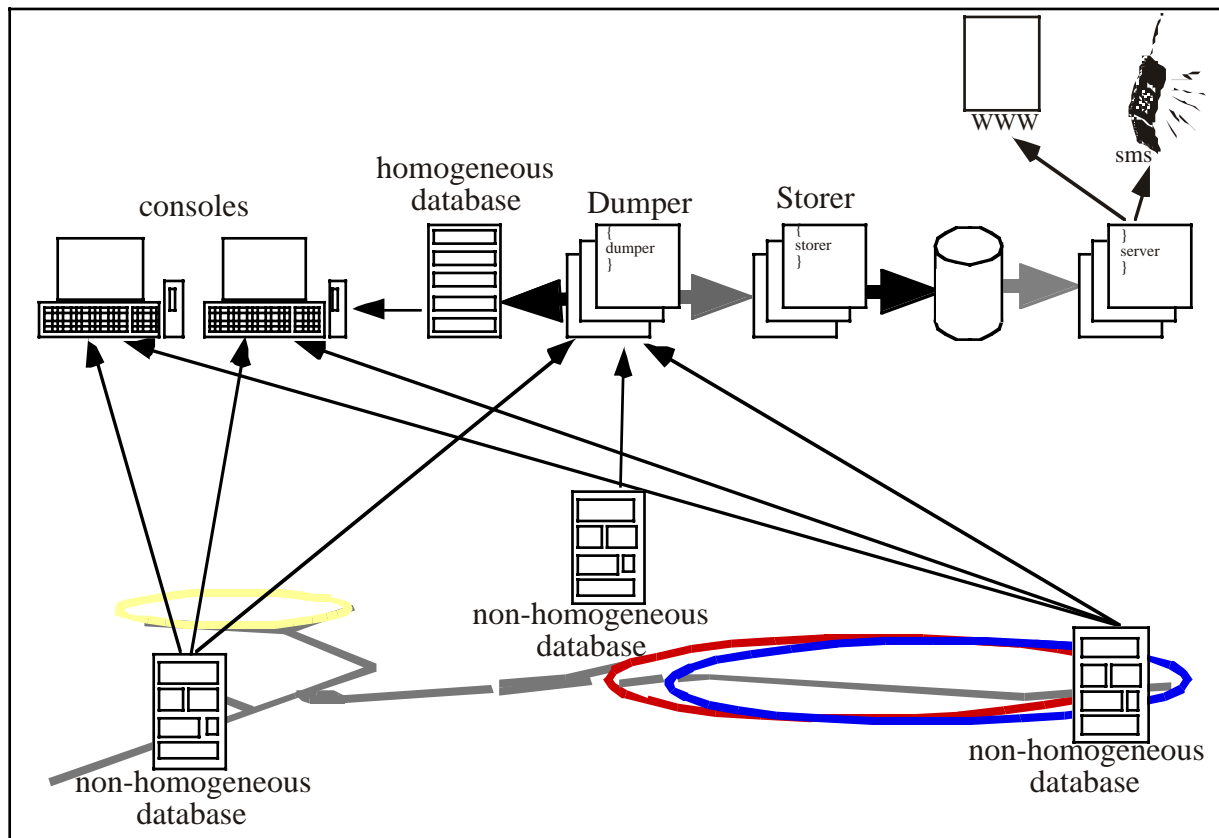 WWW
sms
homogeneous
database
consoles
Dumper
Storer
{
dumper
}
{
storer
}
}
server
}
non-homogeneous
database
non-homogeneous
database
non-homogeneous
database